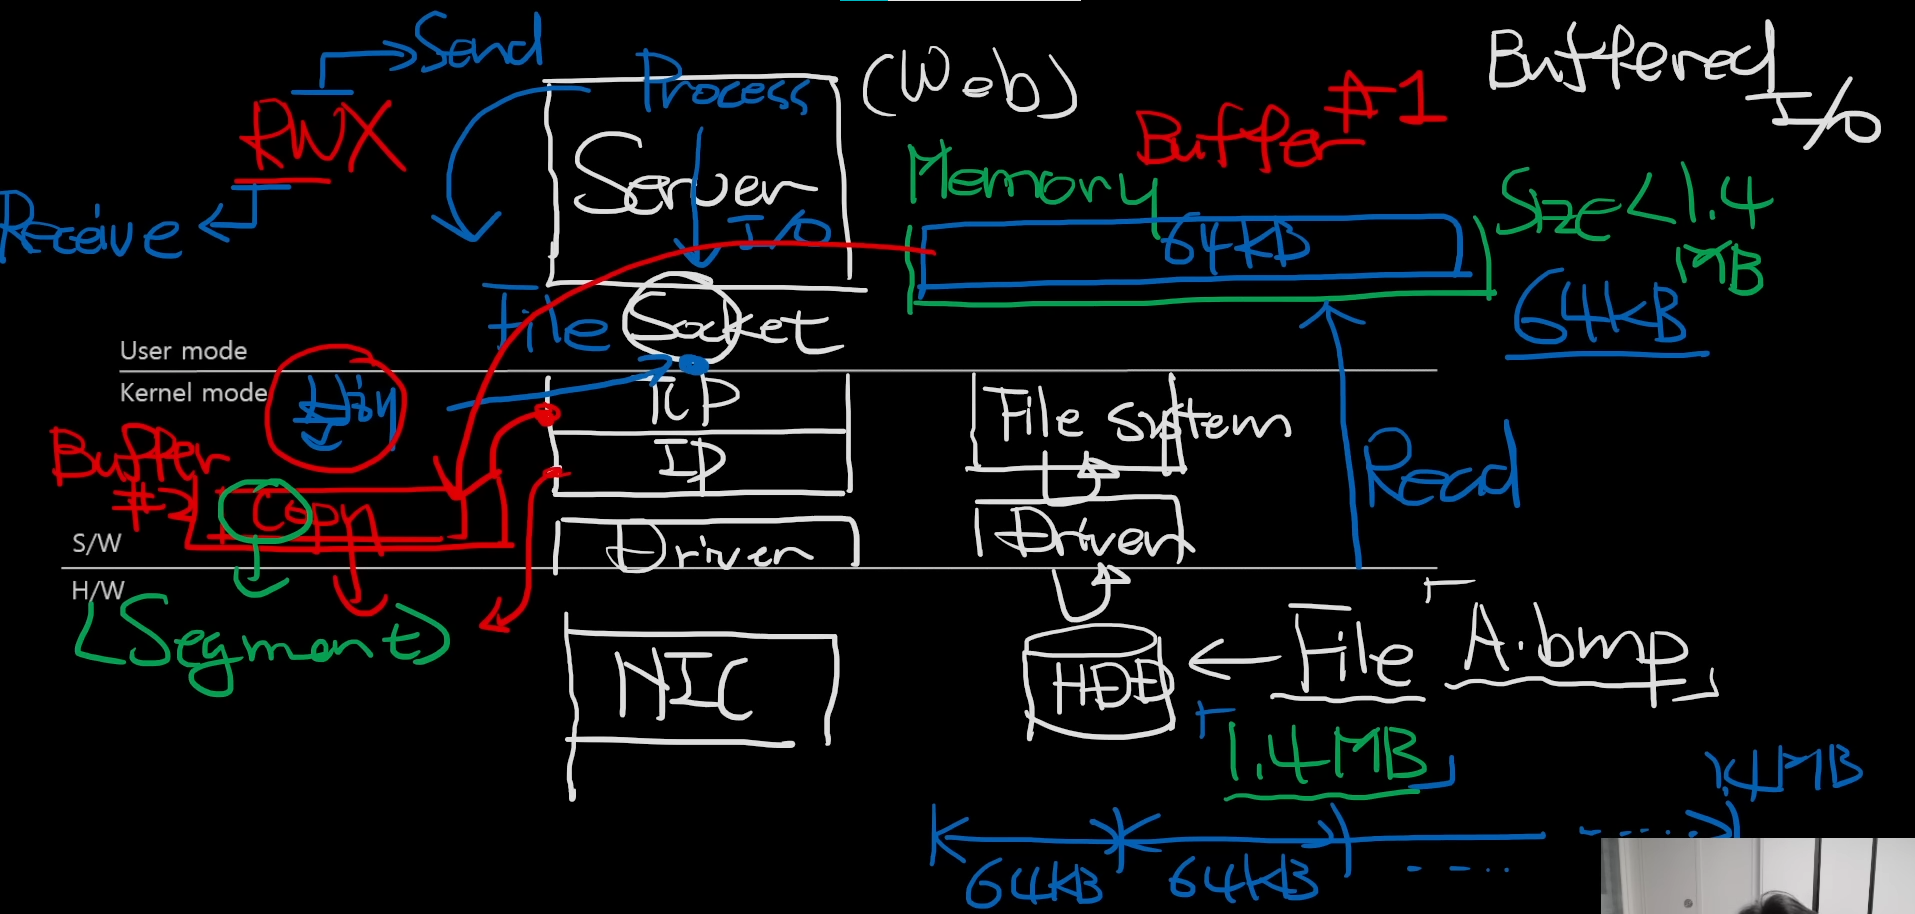 Send
Process
(Web)
Buffered
I/O
RWX
Buffer #1
Server
Memory
Size < 1.4
MB
Receive
I/O
64KB
File
Socket
64KB
User mode
Kernel mode
TCP
File system
Read
IP
Buffer
#2
Copy
S/W
Driver
Driver
H/W
(Segment)
File
A.bmp
NIC
HDD
1.4MB
1.4MB
64KB
64KB